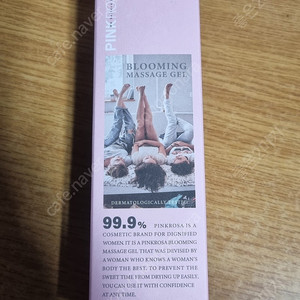 PINK
BLOOMING
MASSAGE GEL
DERMATOLOGICALLY TESTED
99.9% PINKROSA IS A
COSMETIC BRAND FOR DIGNIFIED
WOMEN. IT IS A PINKROSA BLOOMING
MASSAGE GEL THAT WAS DEVISED BY
A WOMAN WHO KNOWS A WOMAN'S
BODY THE BEST. TO PREVENT THE
SWEET TIME FROM DRYING UP EASILY.
YOU CAN USE IT WITH CONFIDENCE
AT ANY TIME.